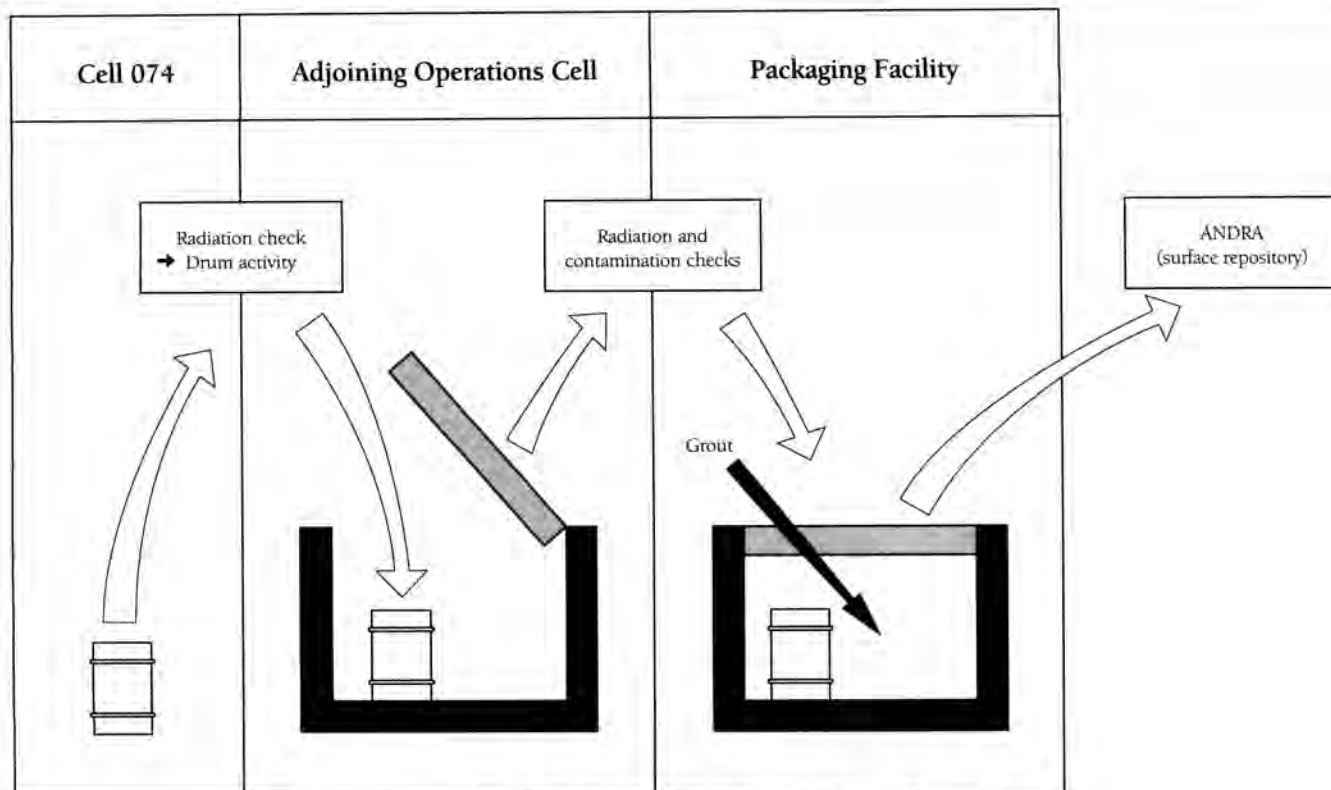 Cell 074
Adjoining Operations Cell
Packaging Facility
Radiation check
➔ Drum activity
Radiation and
contamination checks
ANDRA
(surface repository)
Grout